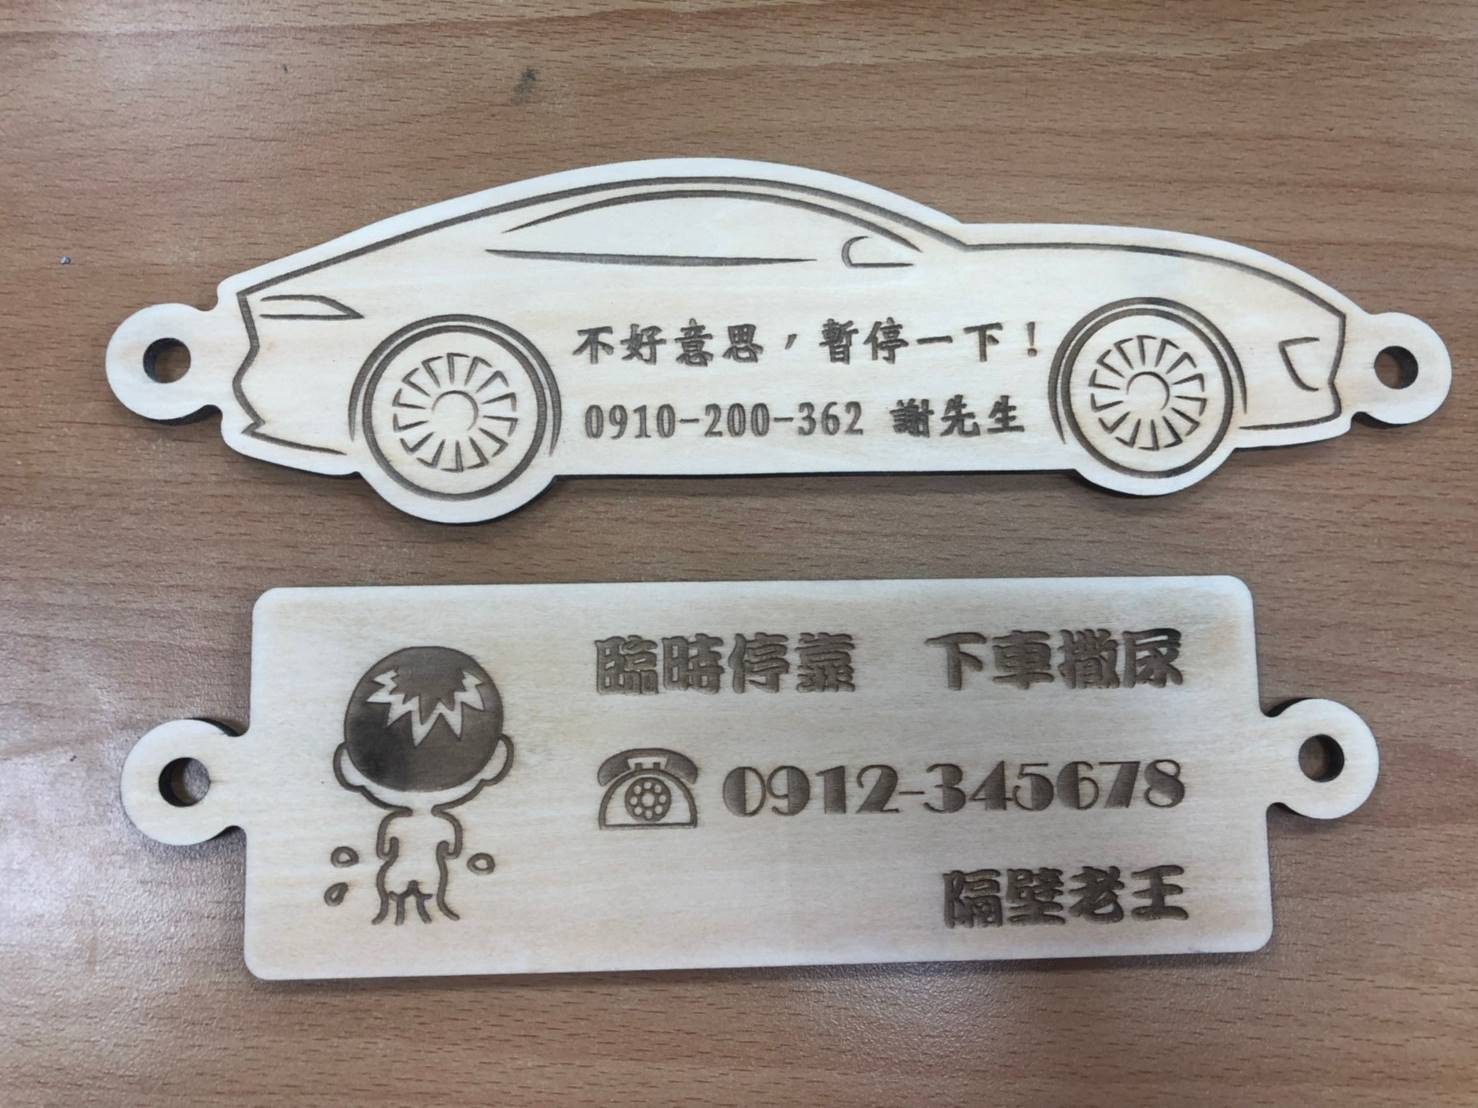 不好意思，暫停一下！
0910-200-362 謝先生
臨時停靠 下車撒尿
0912-345678
隔壁老王